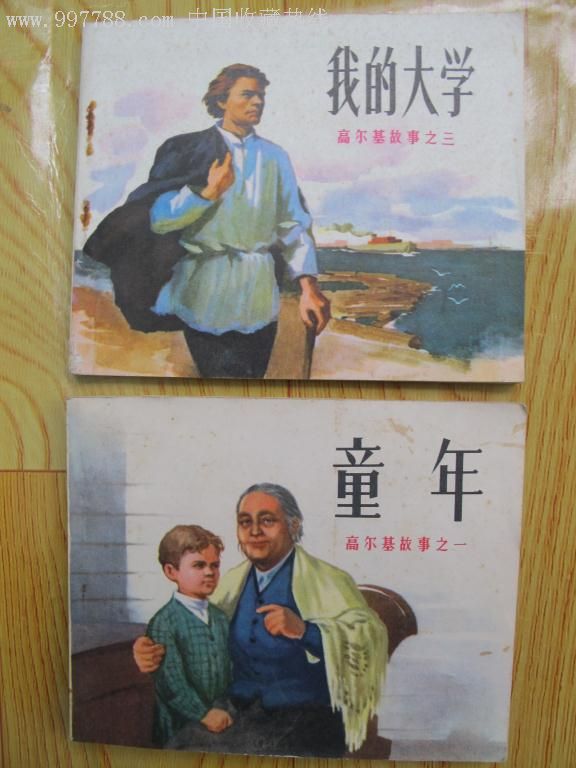 www.997788.com 中国收藏热线
我的大学
高尔基故事之三
童年
高尔基故事之一